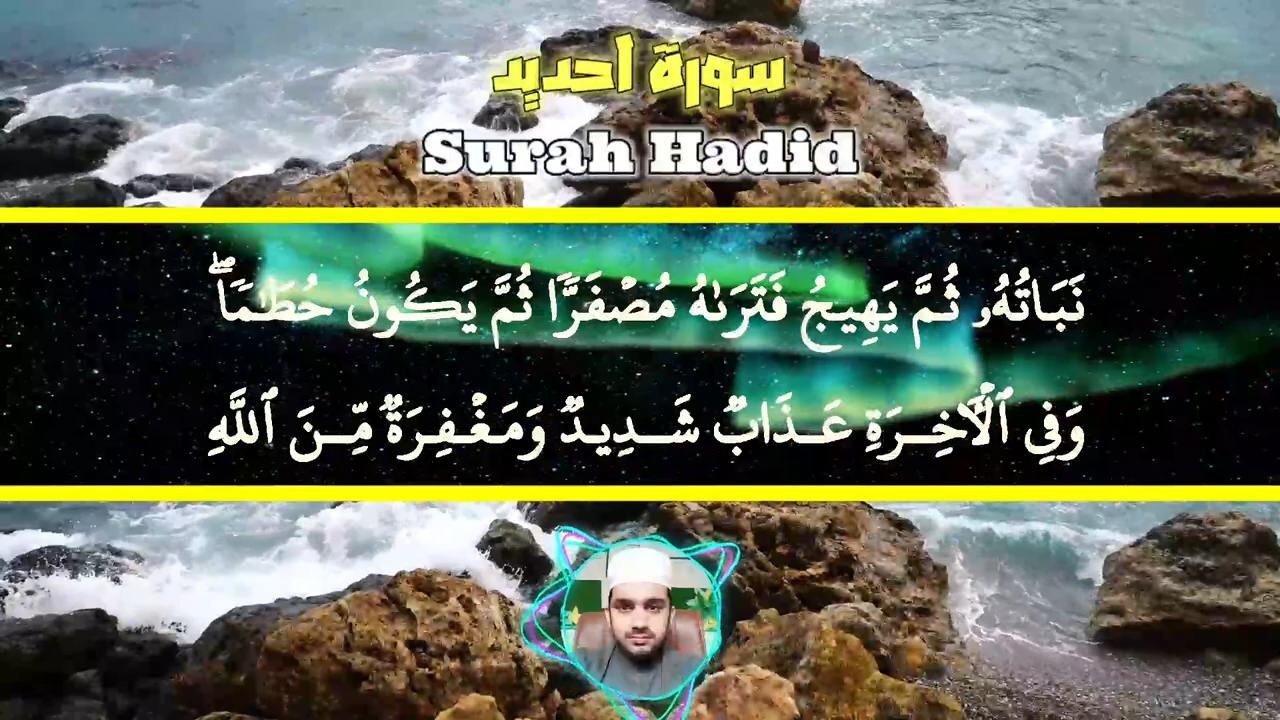 سورة احديد
Surah Hadid
نَبَاتُهُۥ ثُمَّ يَهِيجُ فَتَرَىٰهُ مُصۡفَرّٗا ثُمَّ يَكُونُ حُطَٰمٗاۖ
وَفِي ٱلۡأٓخِرَةِ عَذَابٞ شَدِيدٞ وَمَغۡفِرَةٞ مِّنَ ٱللَّهِ